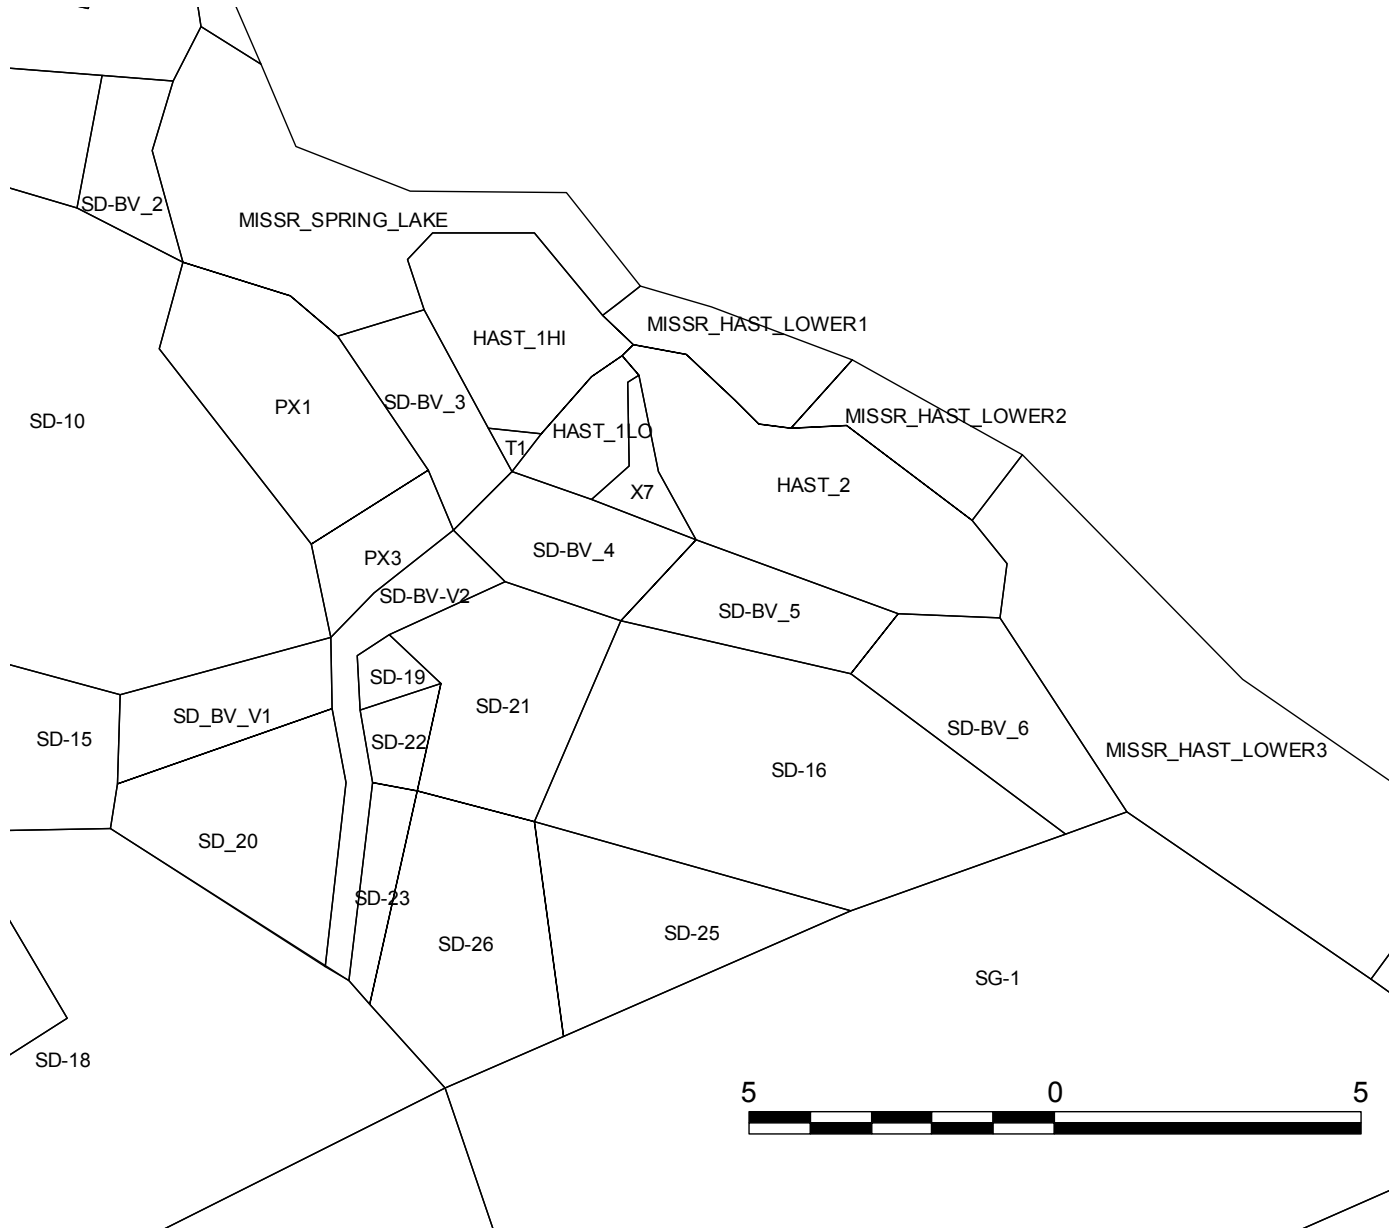 SD-BV_2
MISSR_SPRING_LAKE
MISSR_HAST_LOWER1
HAST_1HI
SD-BV_3
PX1
MISSR_HAST_LOWER2
SD-10
HAST_1LO
T1
HAST_2
X7
SD-BV_4
PX3
SD-BV-V2
SD-BV_5
SD-19
SD-21
SD_BV_V1
SD-BV_6
SD-15
SD-22
MISSR_HAST_LOWER3
SD-16
SD_20
SD-23
SD-25
SD-26
SG-1
SD-18
5 0 5